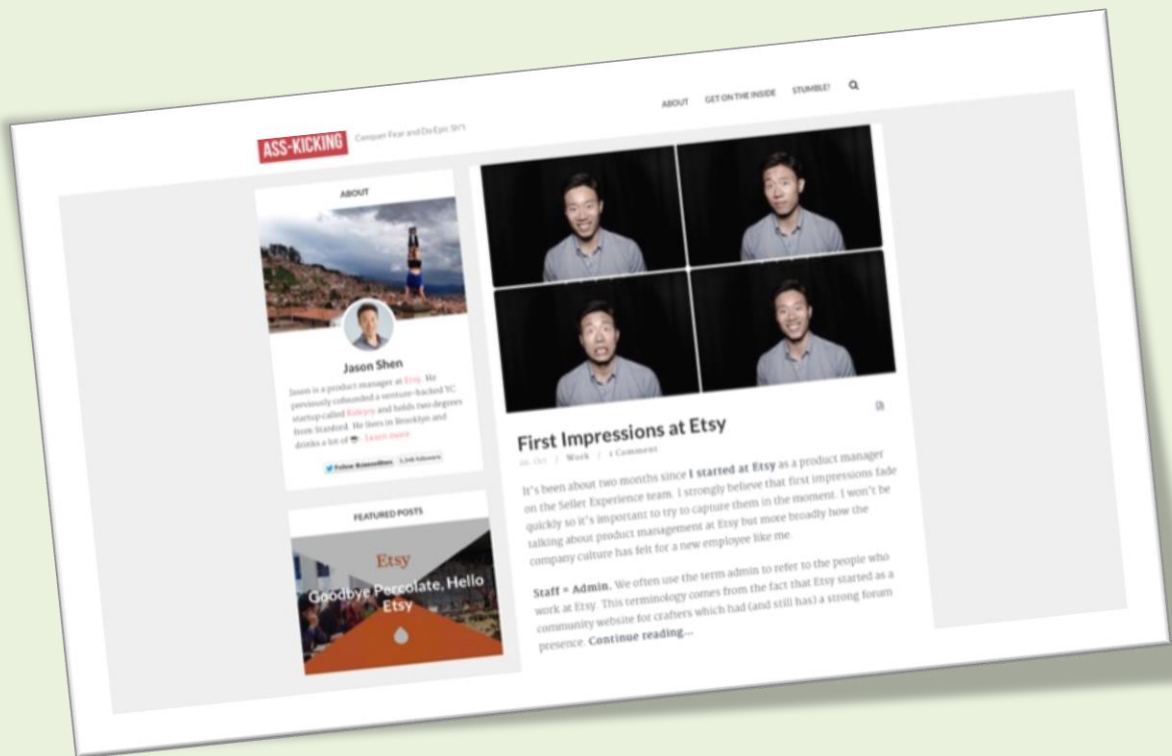 ASS-KICKING
Conquer Fear and Do Epic Sh*t
ABOUT
GET ON THE INSIDE
STUMBLE!
ABOUT
Jason Shen
Jason is a product manager at Etsy. He
previously cofounded a venture-backed YC
startup called Ridejoy and holds two degrees
from Stanford. He lives in Brooklyn and
drinks a lot of
Learn more.
Follow @JasonShen
followers
FEATURED POSTS
Etsy
Goodbye Percolate, Hello
Etsy
First Impressions at Etsy
Oct / Work / 1 Comment
It's been about two months since I started at Etsy as a product manager
on the Seller Experience team. I strongly believe that first impressions fade
quickly so it's important to try to capture them in the moment. I won't be
talking about product management at Etsy but more broadly how the
company culture has felt for a new employee like me.
Staff = Admin. We often use the term admin to refer to the people who
work at Etsy. This terminology comes from the fact that Etsy started as a
community website for crafters which had (and still has) a strong forum
presence. Continue reading...